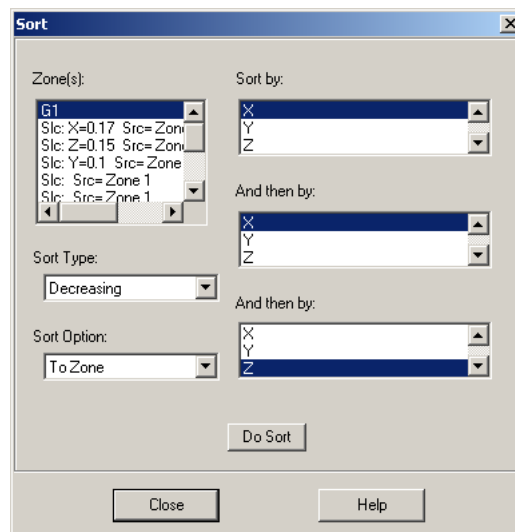 Sort
Zone(s):
G1
Slc: X=0.17 Src= Zon
Slc: Z=0.15 Src= Zon
Slc: Y=0.1 Src= Zone
Slc: Src= Zone 1
Slc: Src= Zone 1
Sort Type:
Decreasing
Sort Option:
To Zone
Sort by:
X
Y
Z
And then by:
X
Y
Z
And then by:
X
Y
Z
Do Sort
Close
Help